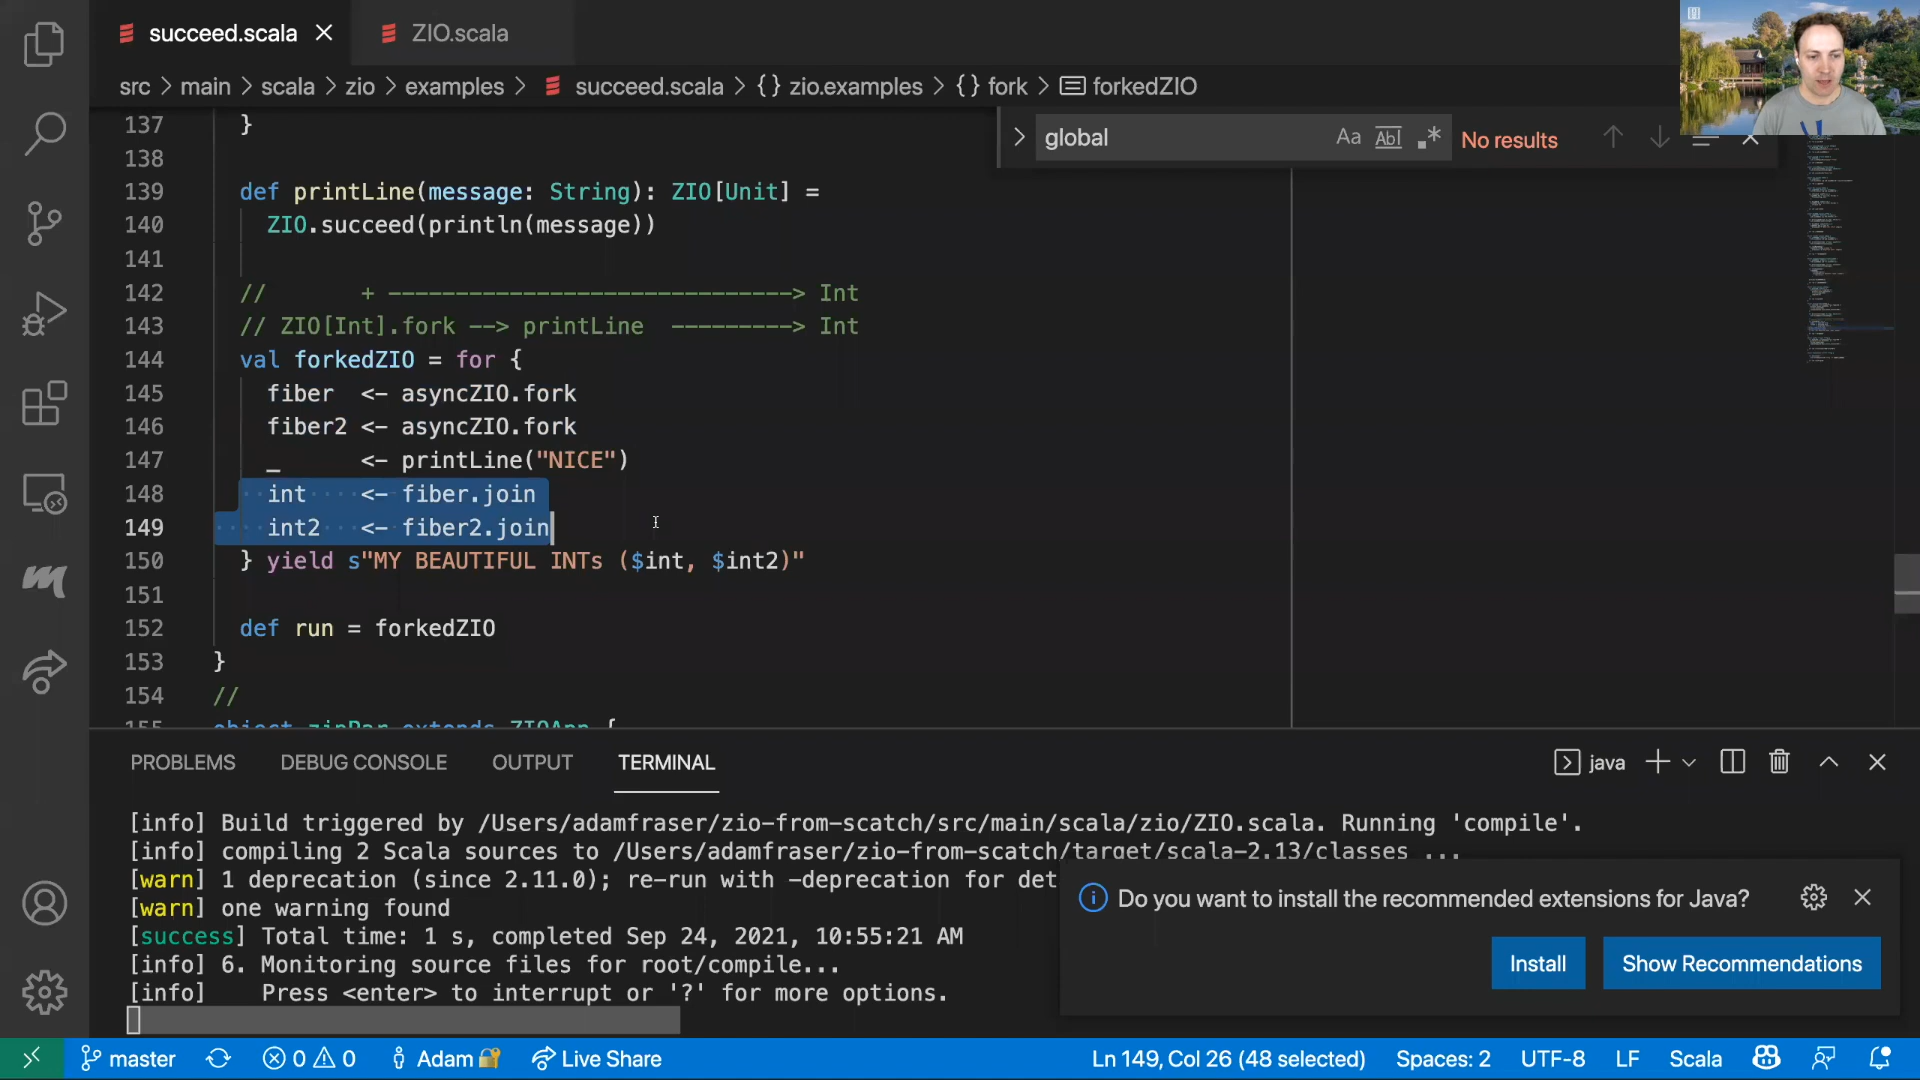 succeed.scala
ZIO.scala
src > main > scala > zio > examples > succeed.scala > {} zio.examples > {} fork > forkedZIO
global
Aa
Abl
.*
No results
137 }
138
139 def printLine(message: String): ZIO[Unit] =
140 ZIO.succeed(println(message))
141
142 // + ------------------------------> Int
143 // ZIO[Int].fork --> printLine ---------> Int
144 val forkedZIO = for {
145 fiber <- asyncZIO.fork
146 fiber2 <- asyncZIO.fork
147 _ <- printLine("NICE")
148 int <- fiber.join
149 int2 <- fiber2.join
150 } yield s"MY BEAUTIFUL INTs ($int, $int2)"
151
152 def run = forkedZIO
153 }
154 //
155 object zipPar extends ZIOApp {
PROBLEMS DEBUG CONSOLE OUTPUT TERMINAL
java
[info] Build triggered by /Users/adamfraser/zio-from-scatch/src/main/scala/zio/ZIO.scala. Running 'compile'.
[info] compiling 2 Scala sources to /Users/adamfraser/zio-from-scatch/target/scala-2.13/classes ...
[warn] 1 deprecation (since 2.11.0); re-run with -deprecation for det
[warn] one warning found
[success] Total time: 1 s, completed Sep 24, 2021, 10:55:21 AM
[info] 6. Monitoring source files for root/compile...
[info] Press <enter> to interrupt or '?' for more options.
Do you want to install the recommended extensions for Java?
Install
Show Recommendations
master
0
0
Adam
Live Share
Ln 149, Col 26 (48 selected)
Spaces: 2
UTF-8
LF
Scala